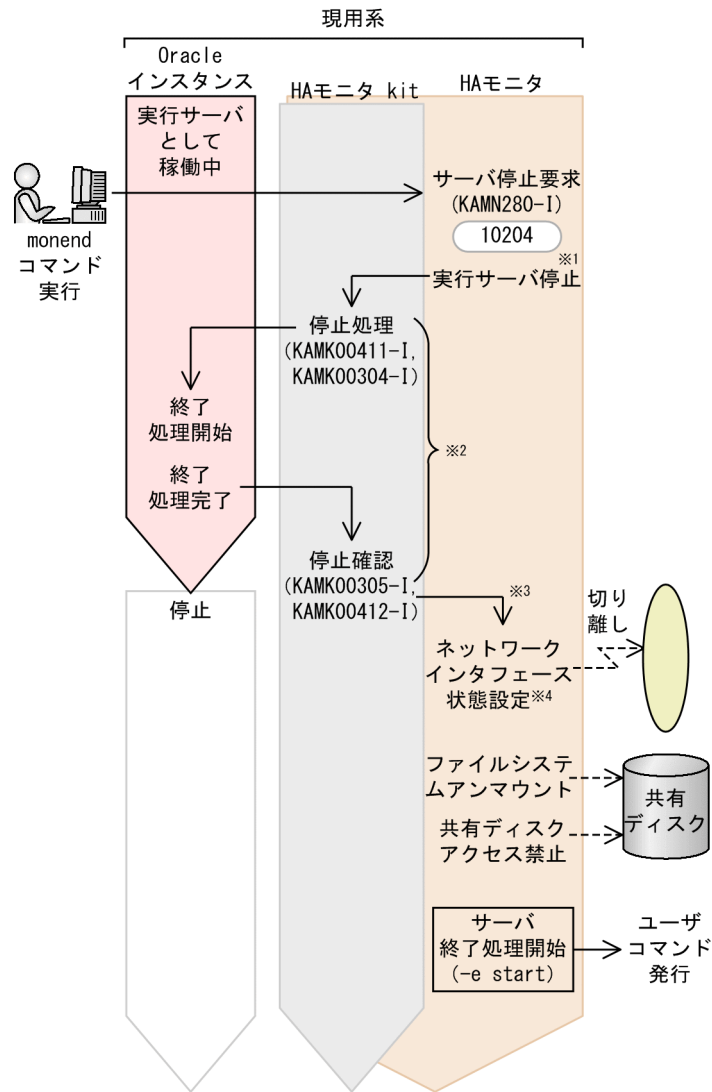 現用系
Oracle
インスタンス
HAモニタ kit
HAモニタ
実行サーバ
として
稼働中
monend
コマンド
実行
サーバ停止要求
(KAMN280-I)
10204
※1
実行サーバ停止
停止処理
(KAMK00411-I,
KAMK00304-I)
終了
処理開始
※2
終了
処理完了
停止確認
(KAMK00305-I,
KAMK00412-I)
※3
停止
切り
離し
ネットワーク
インタフェース
状態設定※4
ファイルシステ
ムアンマウント
共有
ディスク
共有ディスク
アクセス禁止
サーバ
終了処理開始
(-e start)
ユーザ
コマンド
発行